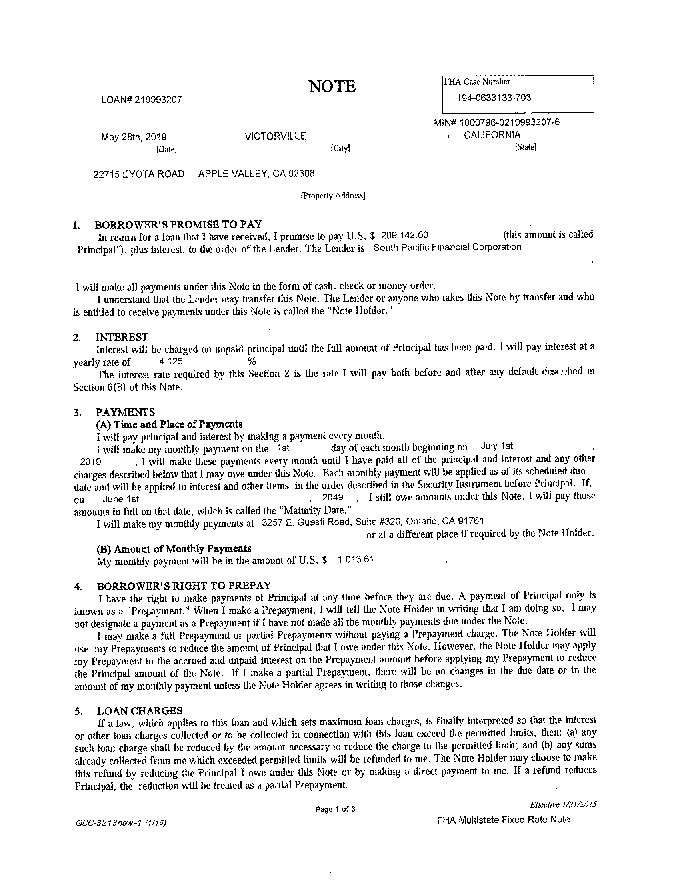 NOTE
FHA Case Number
194-0633133-703
LOAN# 210993207
MIN# 1000796-0210993207-6
May 28th, 2019 VICTORVILLE CALIFORNIA
[Date] [City] [State]
22715 OYOTA ROAD APPLE VALLEY, CA 92308
[Property Address]
1. BORROWER'S PROMISE TO PAY
In return for a loan that I have received, I promise to pay U.S. $ 209,142.00 (this amount is called
Principal"), plus interest, to the order of the Lender. The Lender is South Pacific Financial Corporation
I will make all payments under this Note in the form of cash, check or money order.
I understand that the Lender may transfer this Note. The Lender or anyone who takes this Note by transfer and who
is entitled to receive payments under this Note is called the "Note Holder."
2. INTEREST
Interest will be charged on unpaid principal until the full amount of Principal has been paid. I will pay interest at a
yearly rate of 4.125 %
The interest rate required by this Section 2 is the rate I will pay both before and after any default described in
Section 6(B) of this Note.
3. PAYMENTS
(A) Time and Place of Payments
I will pay principal and interest by making a payment every month.
I will make my monthly payment on the 1st day of each month beginning on July 1st ,
2019 . I will make these payments every month until I have paid all of the principal and interest and any other
charges described below that I may owe under this Note. Each monthly payment will be applied as of its scheduled due
date and will be applied to interest and other items in the order described in the Security Instrument before Principal. If,
on June 1st , 2049 , I still owe amounts under this Note, I will pay those
amounts in full on that date, which is called the "Maturity Date."
I will make my monthly payments at 3257 E. Guasti Road, Suite #320, Ontario, CA 91761
or at a different place if required by the Note Holder.
(B) Amount of Monthly Payments
My monthly payment will be in the amount of U.S. $ 1,013.61 .
4. BORROWER'S RIGHT TO PREPAY
I have the right to make payments of Principal at any time before they are due. A payment of Principal only is
known as a "Prepayment." When I make a Prepayment, I will tell the Note Holder in writing that I am doing so. I may
not designate a payment as a Prepayment if I have not made all the monthly payments due under the Note.
I may make a full Prepayment or partial Prepayments without paying a Prepayment charge. The Note Holder will
use my Prepayments to reduce the amount of Principal that I owe under this Note. However, the Note Holder may apply
my Prepayment to the accrued and unpaid interest on the Prepayment amount before applying my Prepayment to reduce
the Principal amount of the Note. If I make a partial Prepayment, there will be no changes in the due date or in the
amount of my monthly payment unless the Note Holder agrees in writing to those changes.
5. LOAN CHARGES
If a law, which applies to this loan and which sets maximum loan charges, is finally interpreted so that the interest
or other loan charges collected or to be collected in connection with this loan exceed the permitted limits, then: (a) any
such loan charge shall be reduced by the amount necessary to reduce the charge to the permitted limit; and (b) any sums
already collected from me which exceeded permitted limits will be refunded to me. The Note Holder may choose to make
this refund by reducing the Principal I owe under this Note or by making a direct payment to me. If a refund reduces
Principal, the reduction will be treated as a partial Prepayment.
Page 1 of 3
Effective 1/21/2015
FHA Multistate Fixed Rate Note